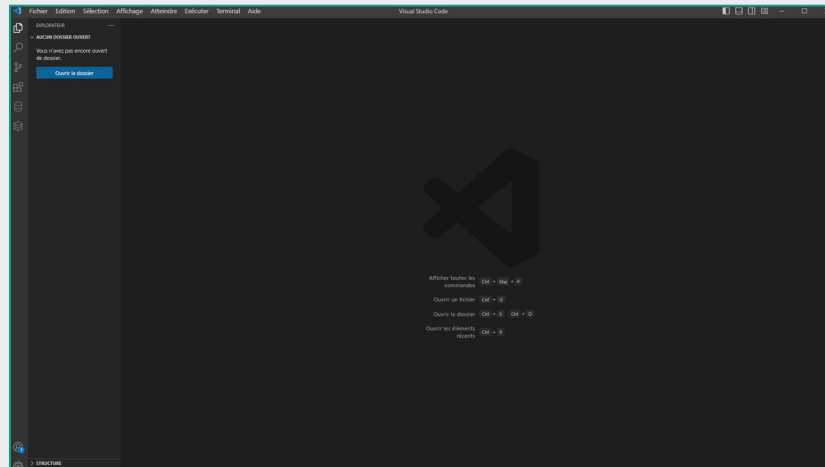 Fichier Edition Sélection Affichage Atteindre Exécuter Terminal Aide
Visual Studio Code
EXPLORATEUR
AUCUN DOSSIER OUVERT
Vous n'avez pas encore ouvert
de dossier.
Ouvrir le dossier
Afficher toutes les
commandes
Ctrl + Maj + P
Ouvrir un fichier Ctrl + O
Ouvrir le dossier Ctrl + K Ctrl + O
Ouvrir les éléments
récents
Ctrl + R
1
STRUCTURE